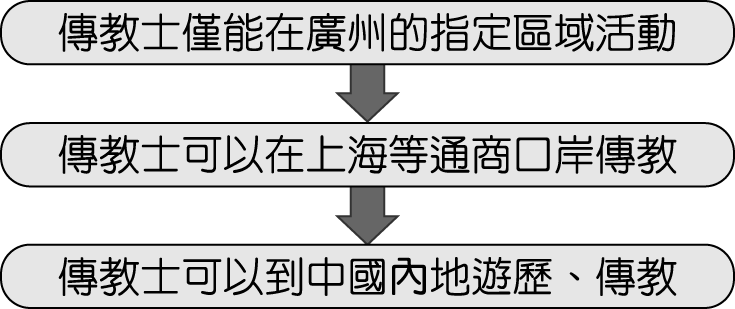 傳教士僅能在廣州的指定區域活動
傳教士可以在上海等通商口岸傳教
傳教士可以到中國內地遊歷、傳教